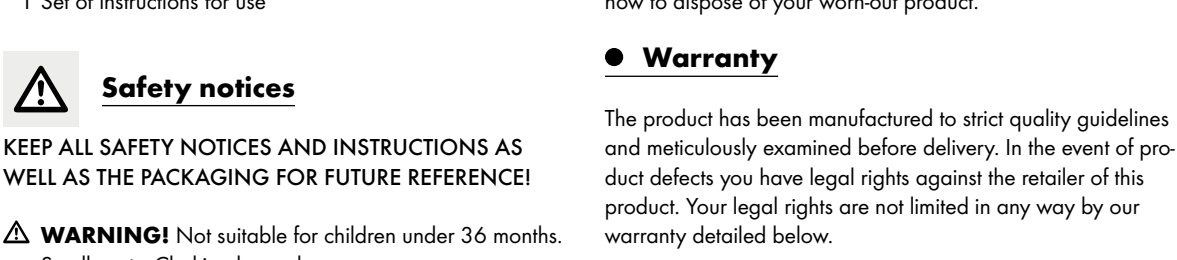 1 Set of instructions for use
Safety notices
KEEP ALL SAFETY NOTICES AND INSTRUCTIONS AS
WELL AS THE PACKAGING FOR FUTURE REFERENCE!
WARNING! Not suitable for children under 36 months.
how to dispose of your worn-out product.
● Warranty
The product has been manufactured to strict quality guidelines
and meticulously examined before delivery. In the event of pro-
duct defects you have legal rights against the retailer of this
product. Your legal rights are not limited in any way by our
warranty detailed below.